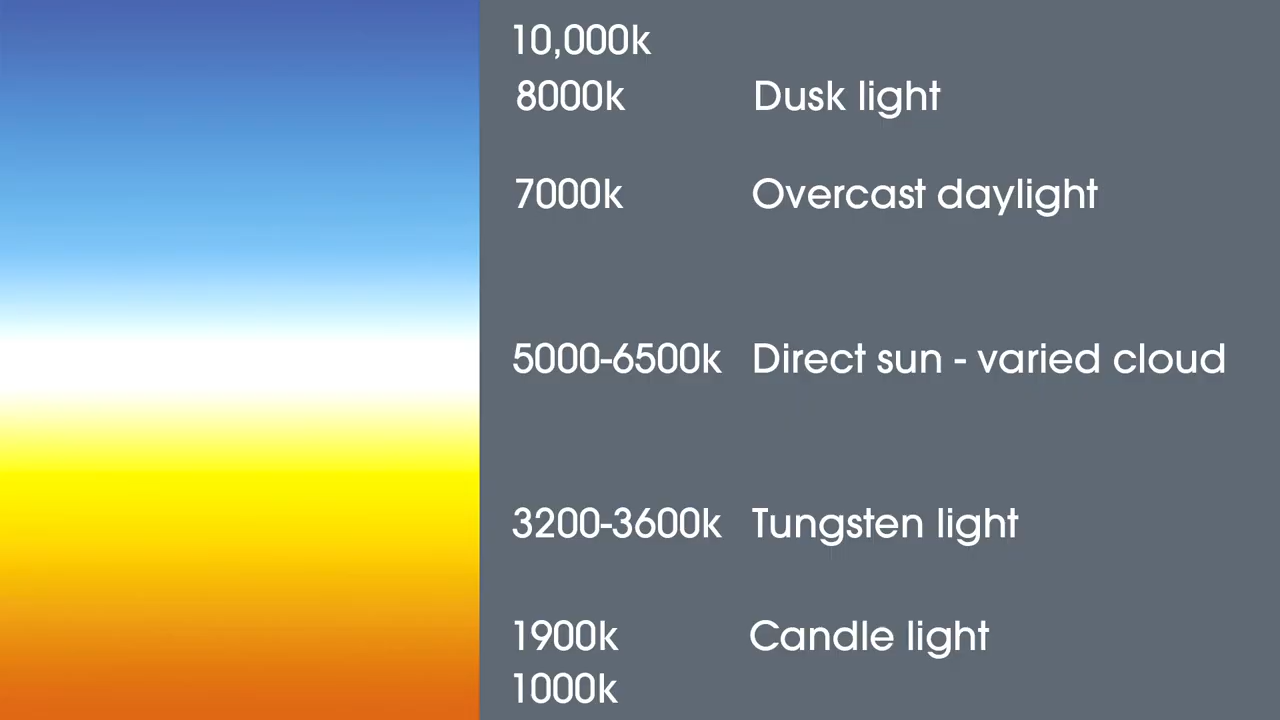 10,000k
8000k Dusk light
7000k Overcast daylight
5000-6500k Direct sun - varied cloud
3200-3600k Tungsten light
1900k Candle light
1000k